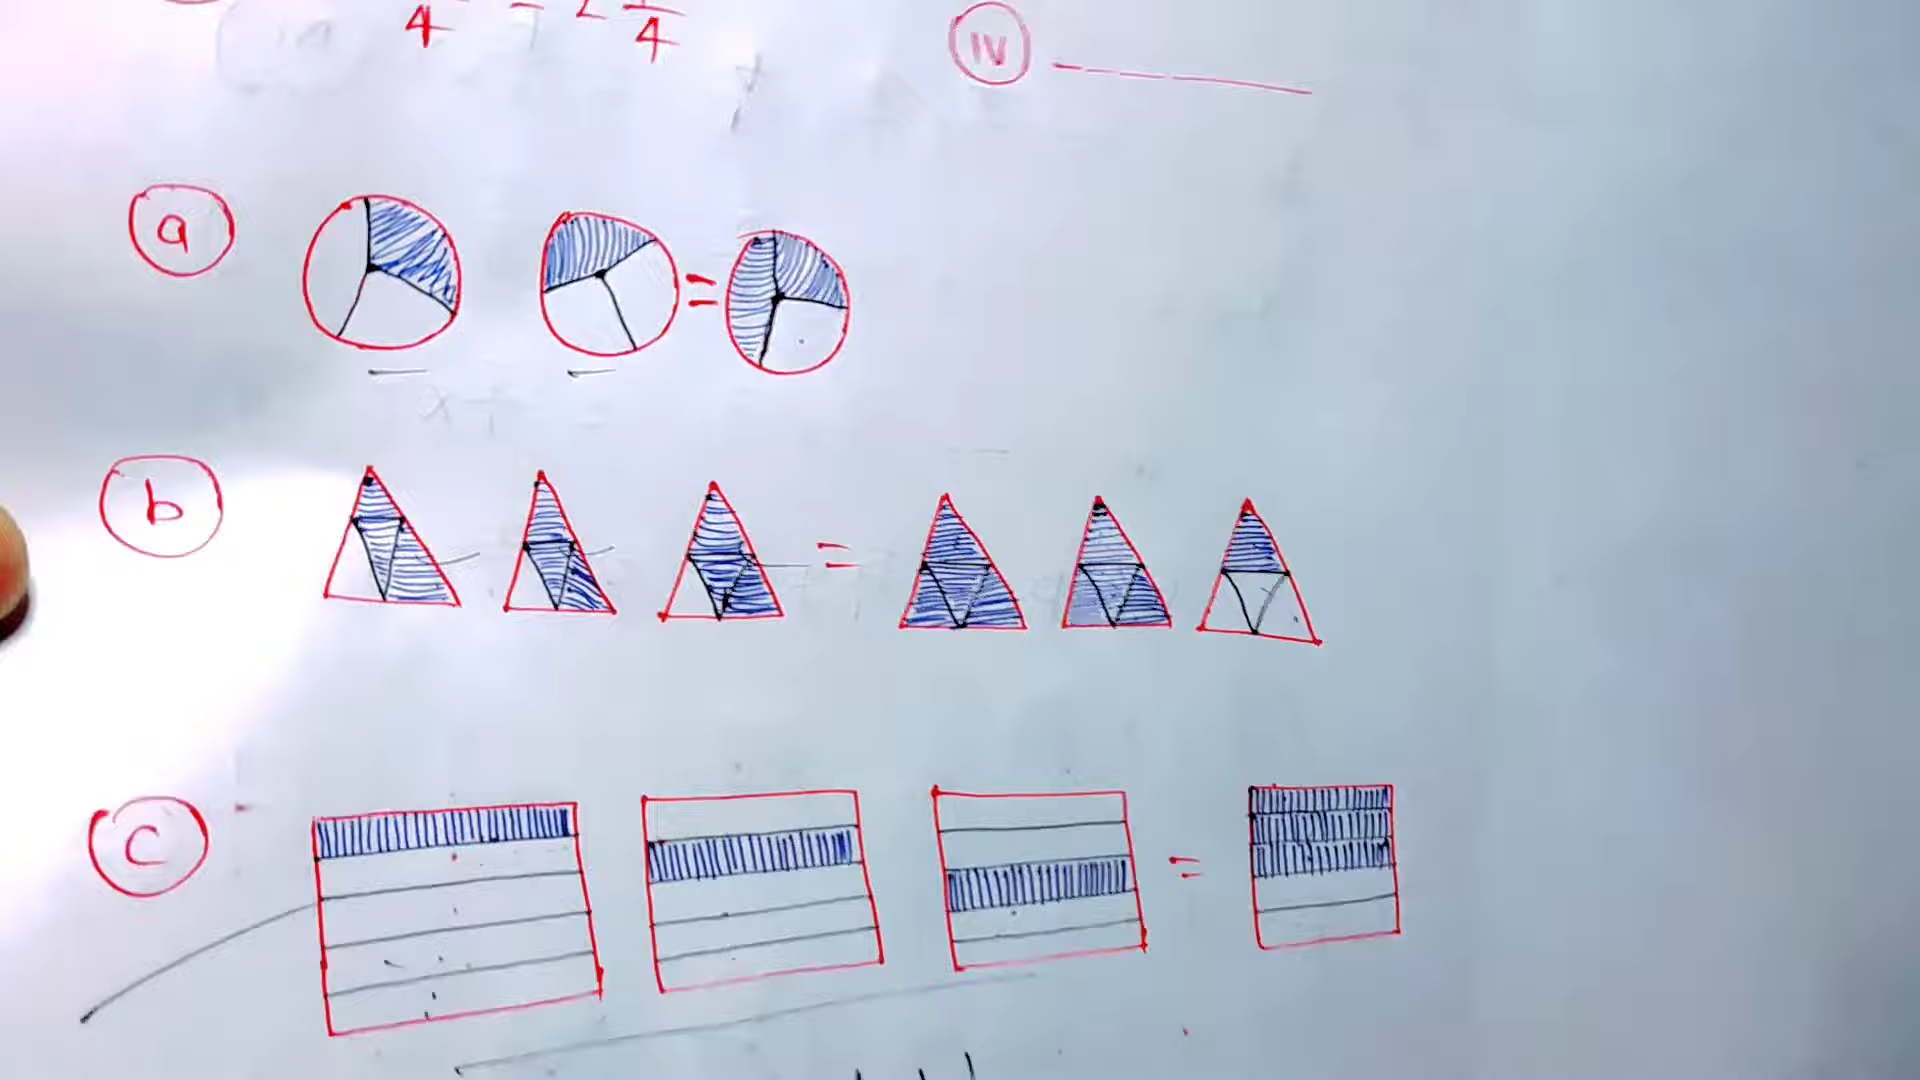 4 4
IV
a
=
b
=
c
=